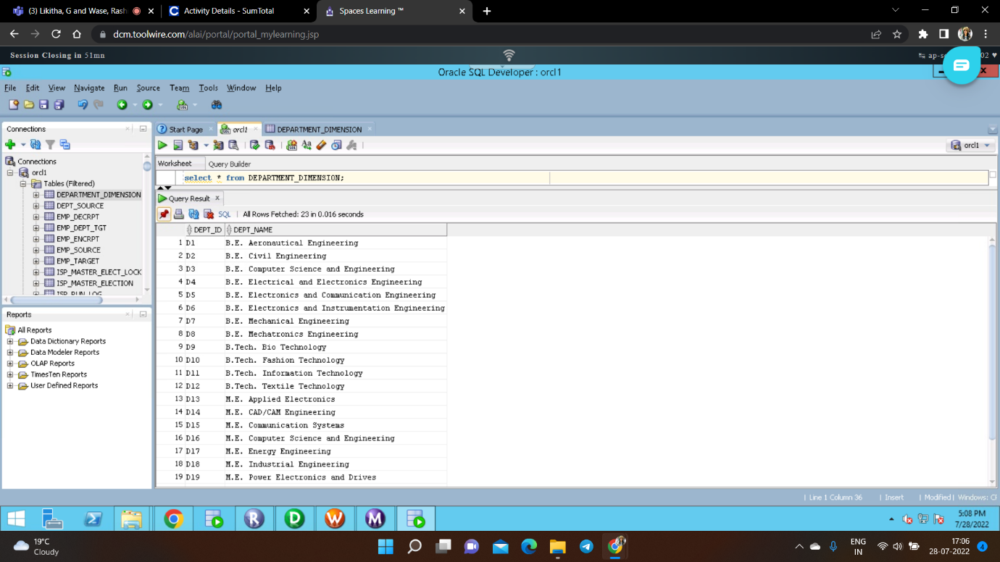 (3) Likitha, G and Wase, Rash
Activity Details - SumTotal
Spaces Learning ™
dcm.toolwire.com/alai/portal/portal_mylearning.jsp
Session Closing in 51mn
02
Oracle SQL Developer : orcl1
File Edit View Navigate Run Source Team Tools Window Help
Connections
Start Page
orcl1
DEPARTMENT_DIMENSION
orcl1
Worksheet
Query Builder
select * from DEPARTMENT_DIMENSION;
Connections
orcl1
Tables (Filtered)
DEPARTMENT_DIMENSION
DEPT_SOURCE
EMP_DECRPT
EMP_DEPT_TGT
EMP_ENCRPT
EMP_SOURCE
EMP_TARGET
ISP_MASTER_ELECT_LOCK
ISP_MASTER_ELECTION
ISP_RUN_LOG
Query Result
SQL | All Rows Fetched: 23 in 0.016 seconds
DEPT_ID DEPT_NAME
1 D1 B.E. Aeronautical Engineering
2 D2 B.E. Civil Engineering
3 D3 B.E. Computer Science and Engineering
4 D4 B.E. Electrical and Electronics Engineering
5 D5 B.E. Electronics and Communication Engineering
6 D6 B.E. Electronics and Instrumentation Engineering
7 D7 B.E. Mechanical Engineering
8 D8 B.E. Mechatronics Engineering
9 D9 B.Tech. Bio Technology
10 D10 B.Tech. Fashion Technology
11 D11 B.Tech. Information Technology
12 D12 B.Tech. Textile Technology
13 D13 M.E. Applied Electronics
14 D14 M.E. CAD/CAM Engineering
15 D15 M.E. Communication Systems
16 D16 M.E. Computer Science and Engineering
17 D17 M.E. Energy Engineering
18 D18 M.E. Industrial Engineering
19 D19 M.E. Power Electronics and Drives
Reports
All Reports
Data Dictionary Reports
Data Modeler Reports
OLAP Reports
TimesTen Reports
User Defined Reports
| Line 1 Column 36 | Insert | Modified | Windows: CF
5:08 PM
7/28/2022
19°C
Cloudy
ENG
IN
17:06
28-07-2022
4